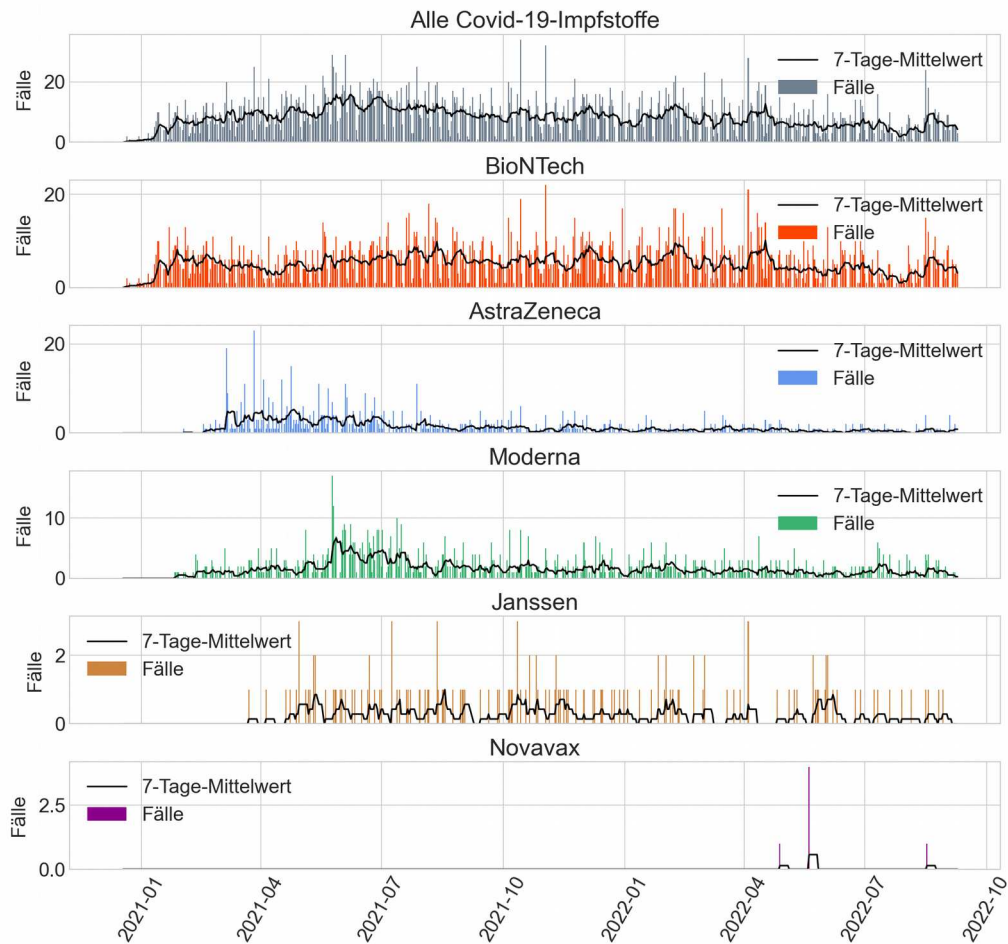 Alle Covid-19-Impfstoffe
Fälle
20
0
7-Tage-Mittelwert
Fälle
BioNTech
Fälle
20
0
7-Tage-Mittelwert
Fälle
AstraZeneca
Fälle
20
0
7-Tage-Mittelwert
Fälle
Moderna
Fälle
10
0
7-Tage-Mittelwert
Fälle
Janssen
Fälle
2
0
7-Tage-Mittelwert
Fälle
Novavax
Fälle
2.5
0.0
7-Tage-Mittelwert
Fälle
2021-01
2021-04
2021-07
2021-10
2022-01
2022-04
2022-07
2022-10